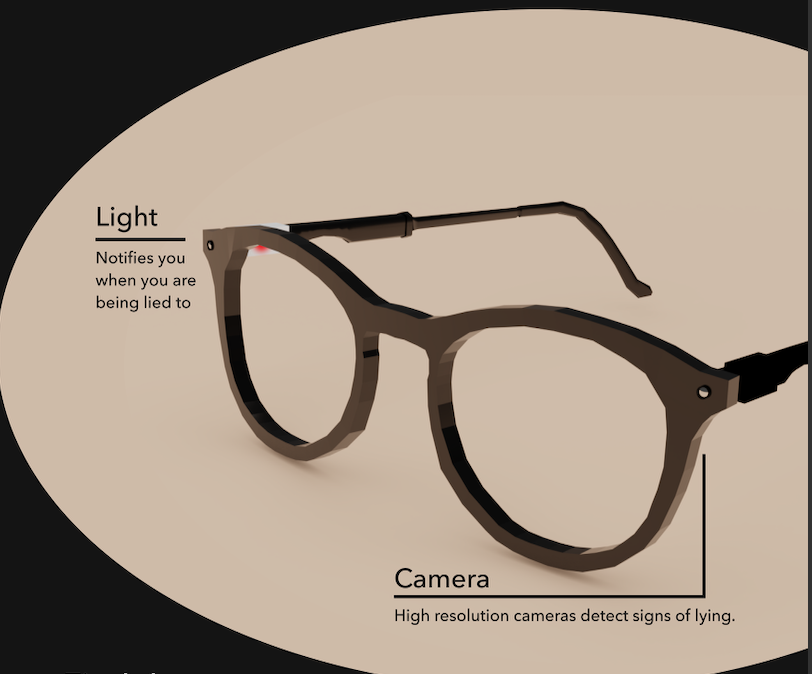 Light
Notifies you
when you are
being lied to
Camera
High resolution cameras detect signs of lying.